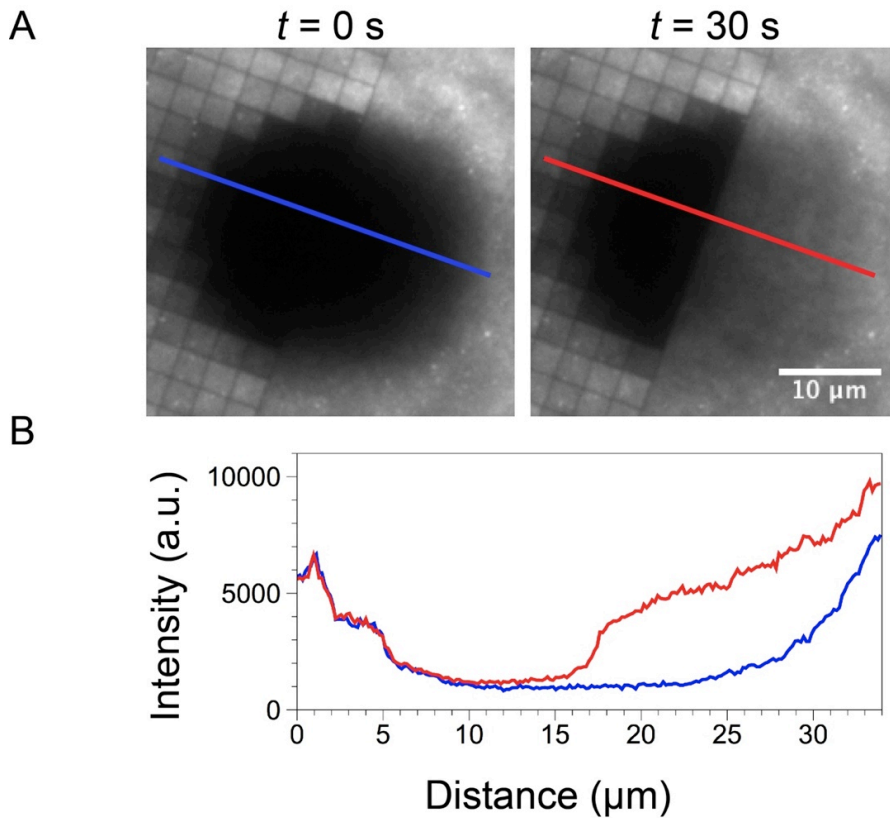 A
t = 0 s
t = 30 s
10 µm
B
Intensity (a.u.)
10000
5000
0
0 5 10 15 20 25 30
Distance (µm)